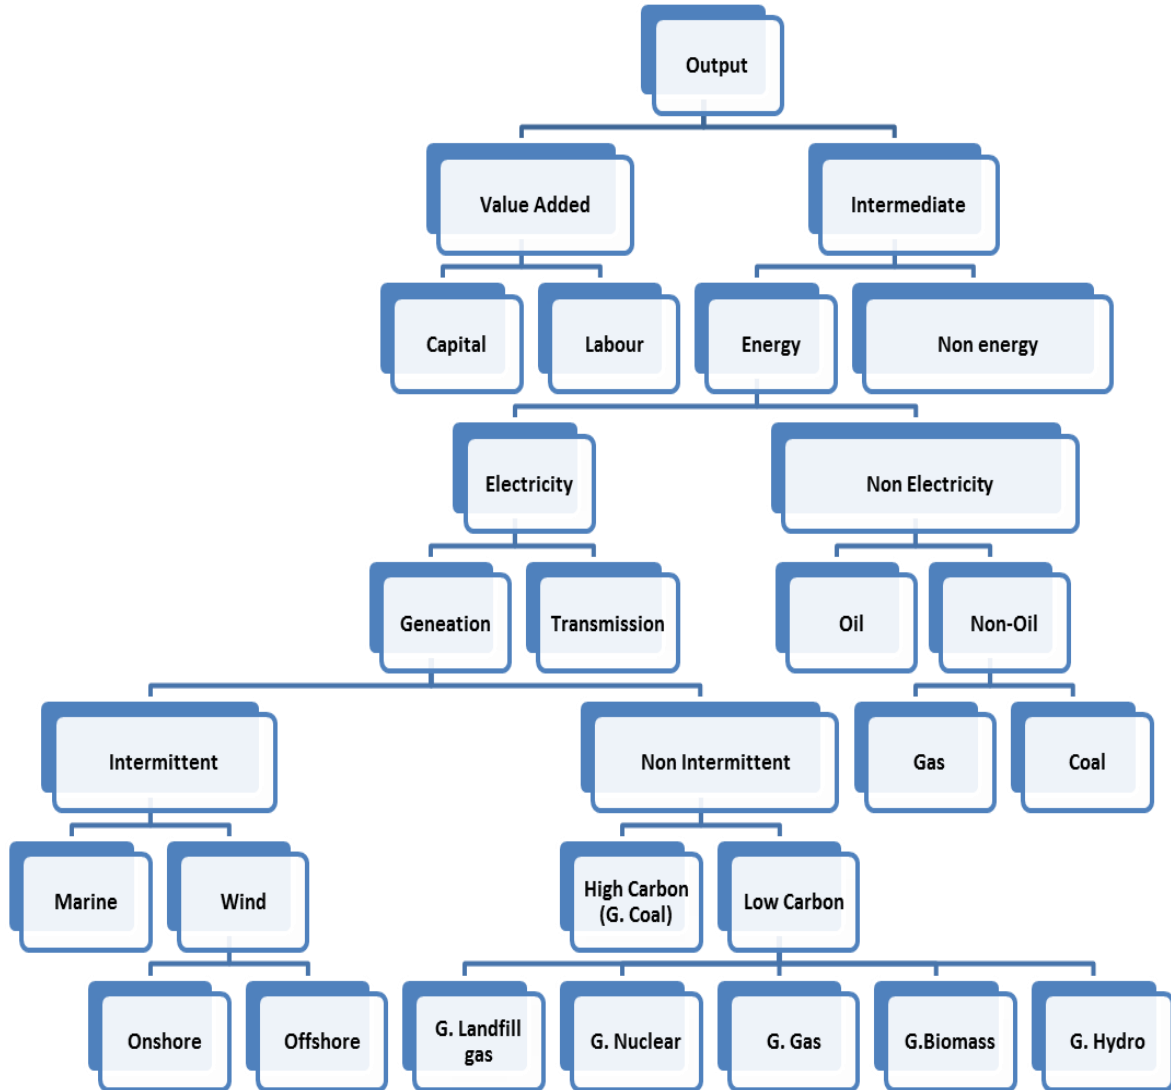 Output
Value Added
Intermediate
Capital
Labour
Energy
Non energy
Electricity
Non Electricity
Geneation
Transmission
Oil
Non-Oil
Intermittent
Non Intermittent
Gas
Coal
Marine
Wind
High Carbon
(G. Coal)
Low Carbon
Onshore
Offshore
G. Landfill
gas
G. Nuclear
G. Gas
G.Biomass
G. Hydro